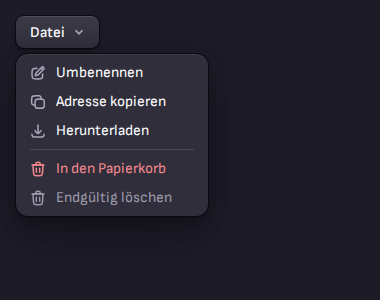 Datei
Umbenennen
Adresse kopieren
Herunterladen
In den Papierkorb
Endgültig löschen